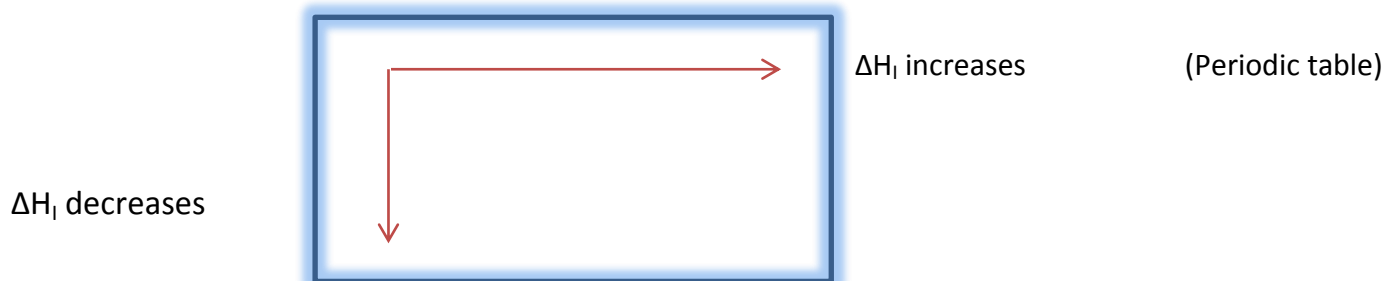 ΔHI increases (Periodic table)
ΔHI decreases